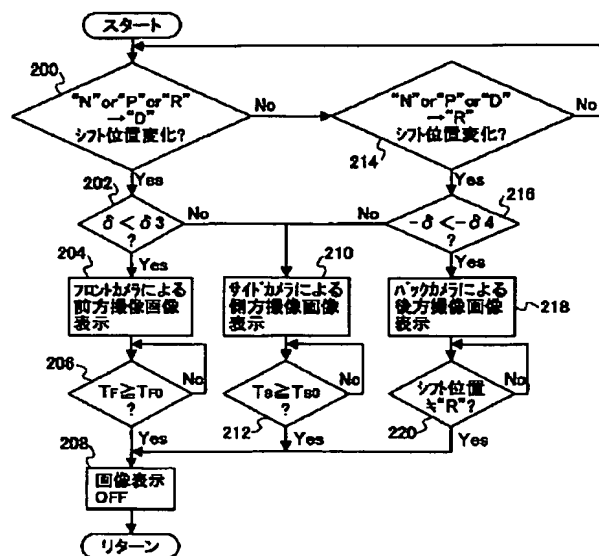 スタート
200
“N” or “P” or “R”
→“D”
シフト位置変化?
No
“N” or “P” or “D”
→“R”
シフト位置変化?
No
214
202
Yes
Yes
216
δ < δ3
?
No
No
-δ < -δ4
?
204
Yes
210
Yes
フロントカメラによる
前方撮像画像
表示
サイドカメラによる
側方撮像画像
表示
バックカメラによる
後方撮像画像
表示
218
206
TF≧TF0
?
No
TS≧TS0
?
No
シフト位置
≒“R”?
No
208
Yes
212
Yes
220
Yes
画像表示
OFF
リターン